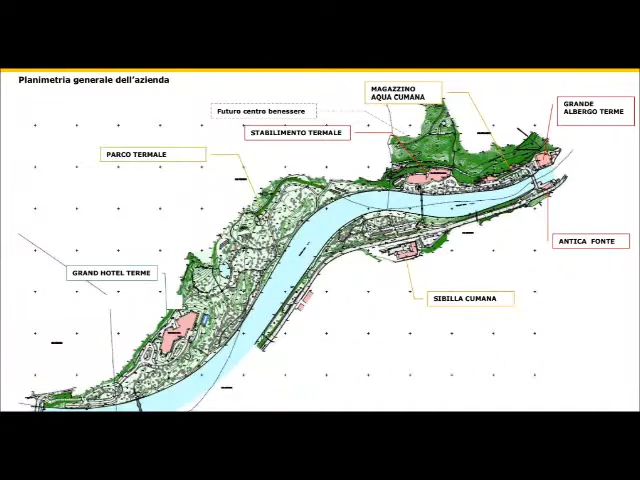 Planimetria generale dell'azienda
MAGAZZINO
AQUA CUMANA
GRANDE
ALBERGO TERME
Futuro centro benessere
STABILIMENTO TERMALE
PARCO TERMALE
ANTICA FONTE
GRAND HOTEL TERME
SIBILLA CUMANA